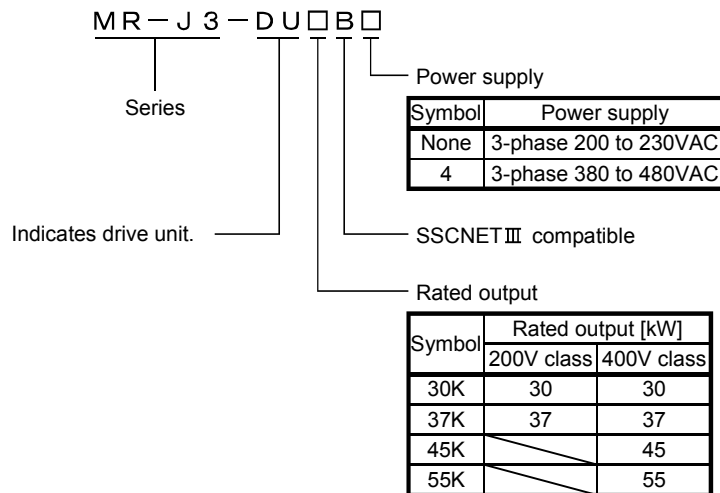 MR-J3-DU□B□
Power supply
Series
Symbol Power supply
None 3-phase 200 to 230VAC
4 3-phase 380 to 480VAC
Indicates drive unit.
SSCNETⅢ compatible
Rated output
Symbol Rated output [kW]
200V class 400V class
30K 30 30
37K 37 37
45K 45
55K 55